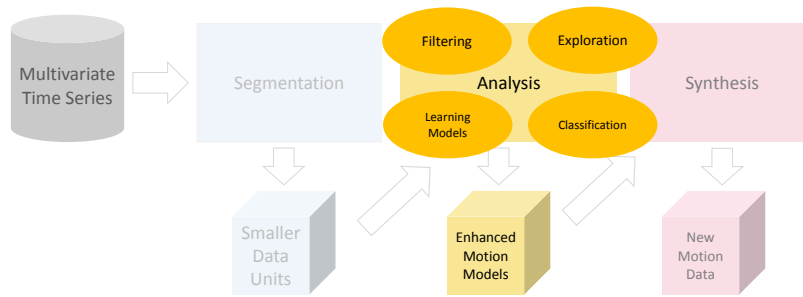 Multivariate
Time Series
Segmentation
Filtering
Exploration
Analysis
Learning
Models
Classification
Synthesis
Smaller
Data
Units
Enhanced
Motion
Models
New
Motion
Data